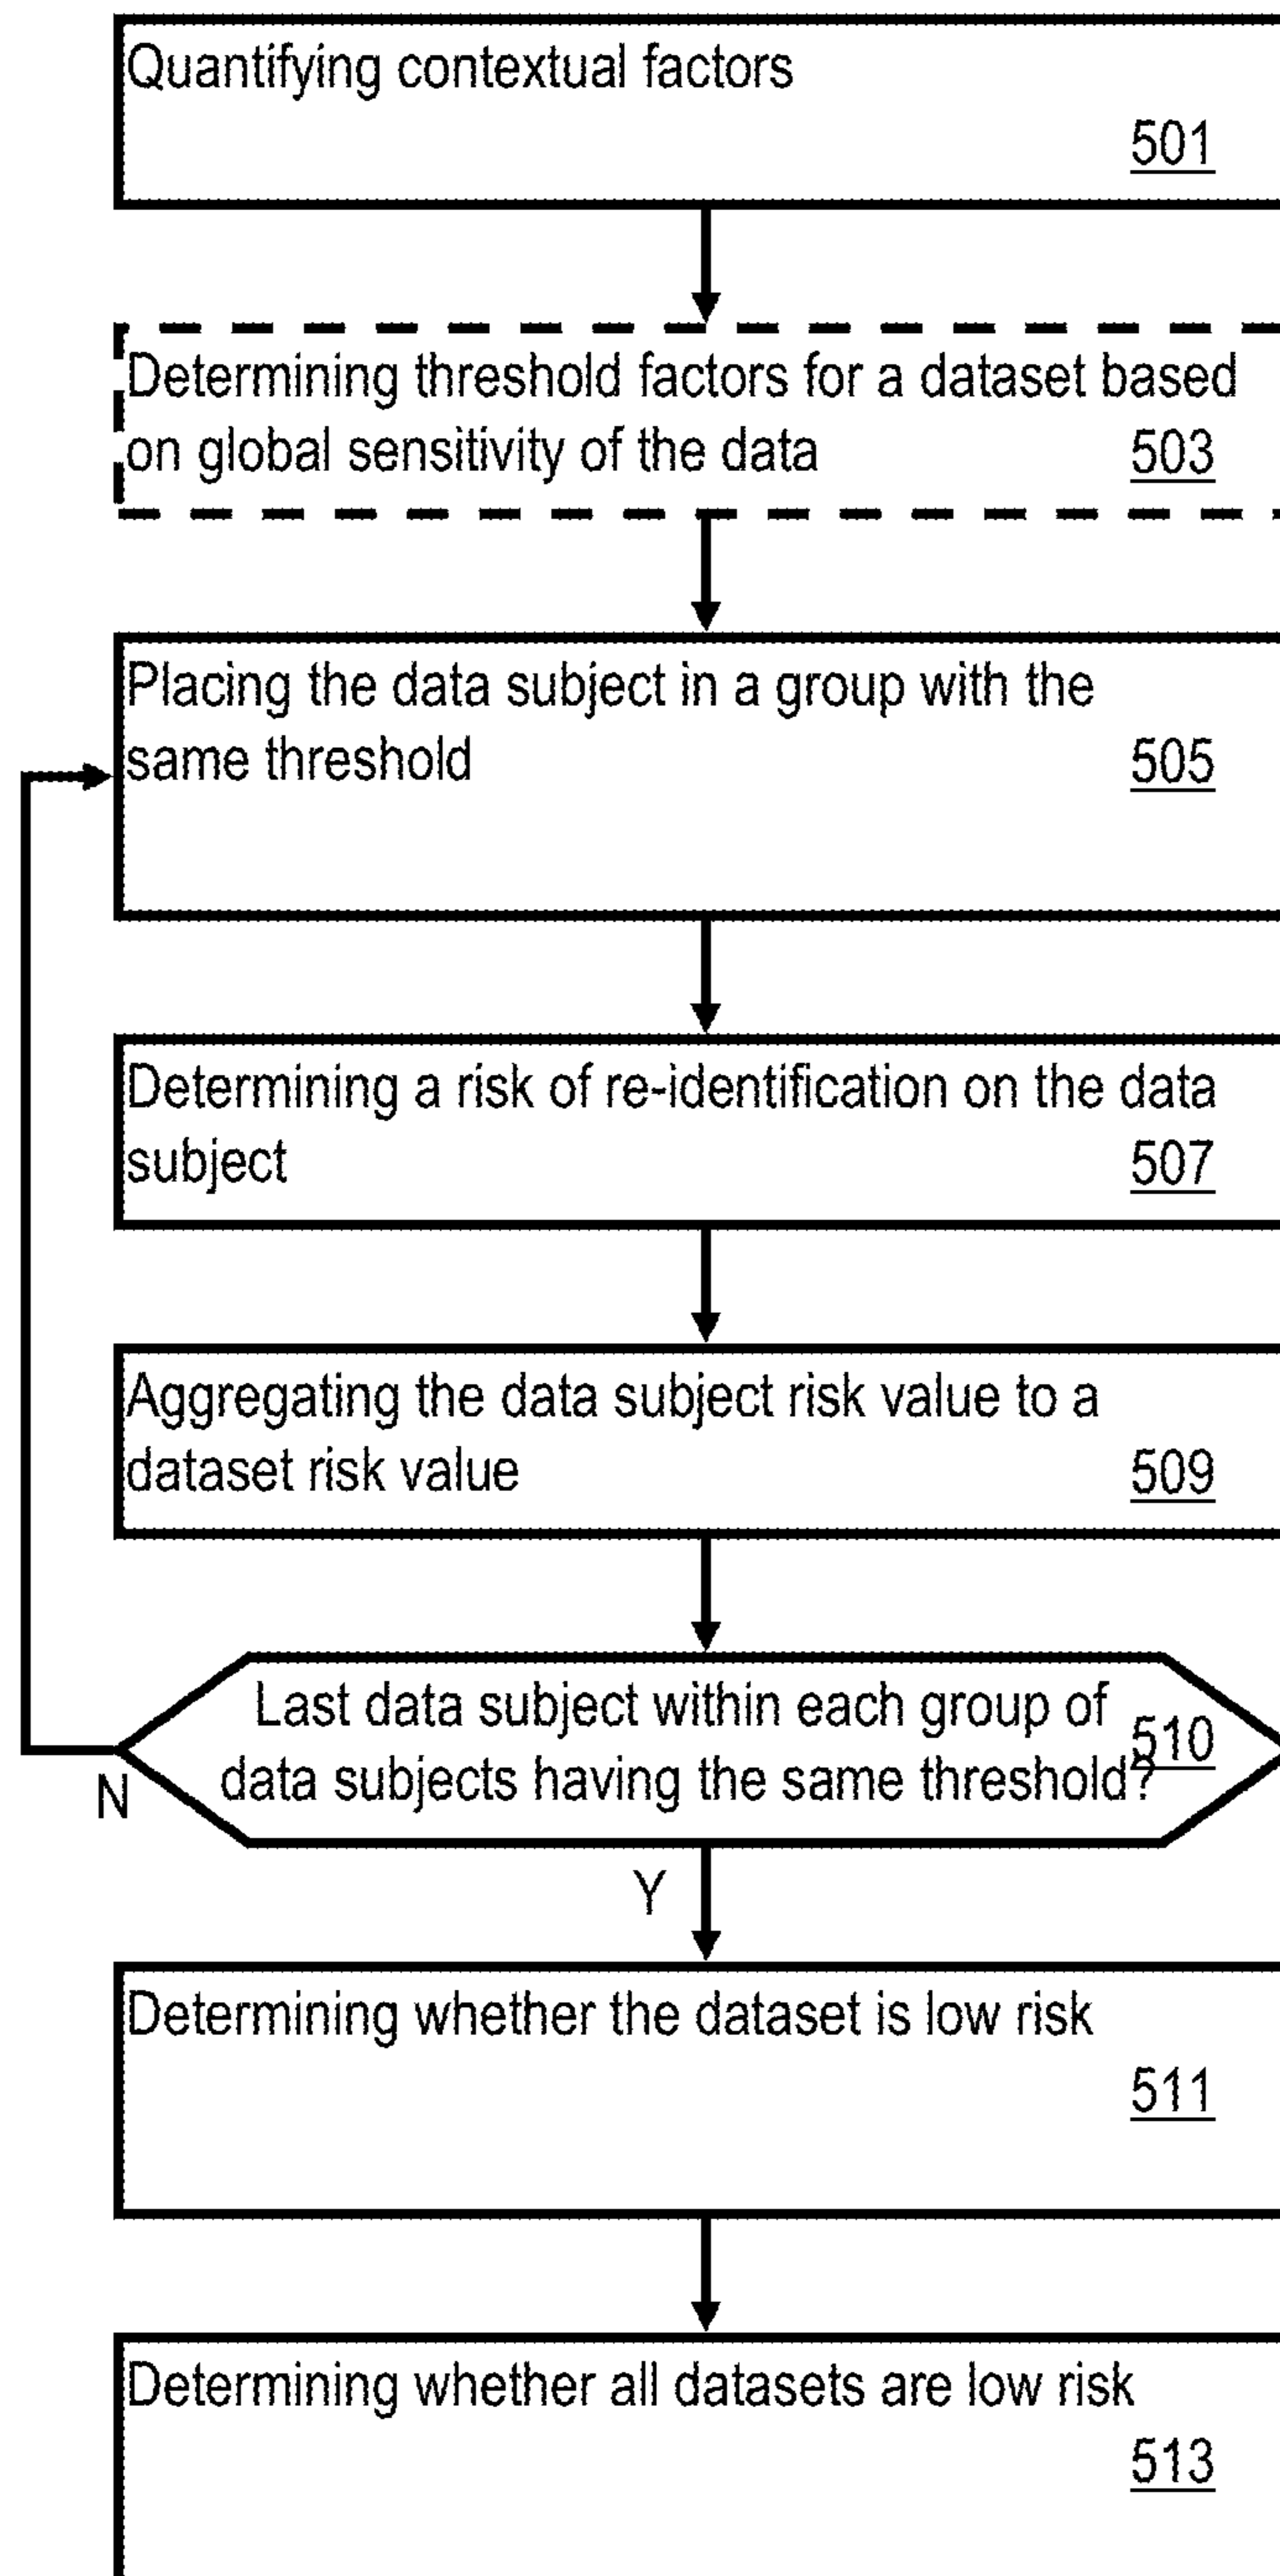 Quantifying contextual factors
501
Determining threshold factors for a dataset based
on global sensitivity of the data 503
Placing the data subject in a group with the
same threshold 505
Determining a risk of re-identification on the data
subject 507
Aggregating the data subject risk value to a
dataset risk value 509
Last data subject within each group of
510
data subjects having the same threshold?
N
Y
Determining whether the dataset is low risk
511
Determining whether all datasets are low risk
513